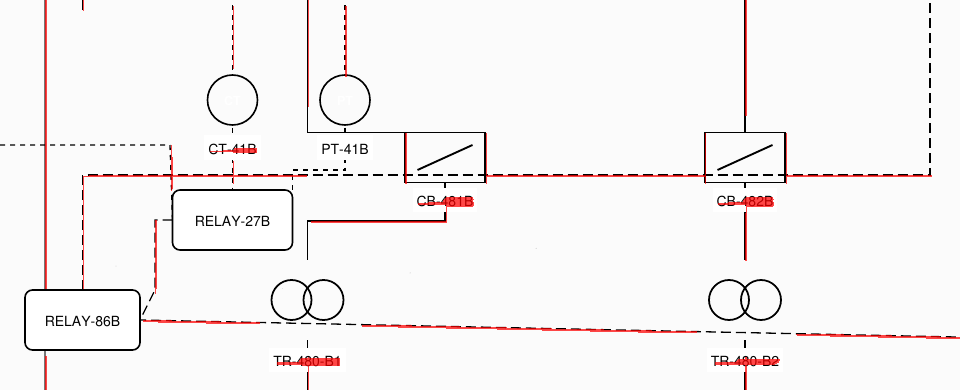 CT-41B
PT-41B
CB-481B
CB-482B
RELAY-27B
RELAY-86B
TR-480-B1
TR-480-B2